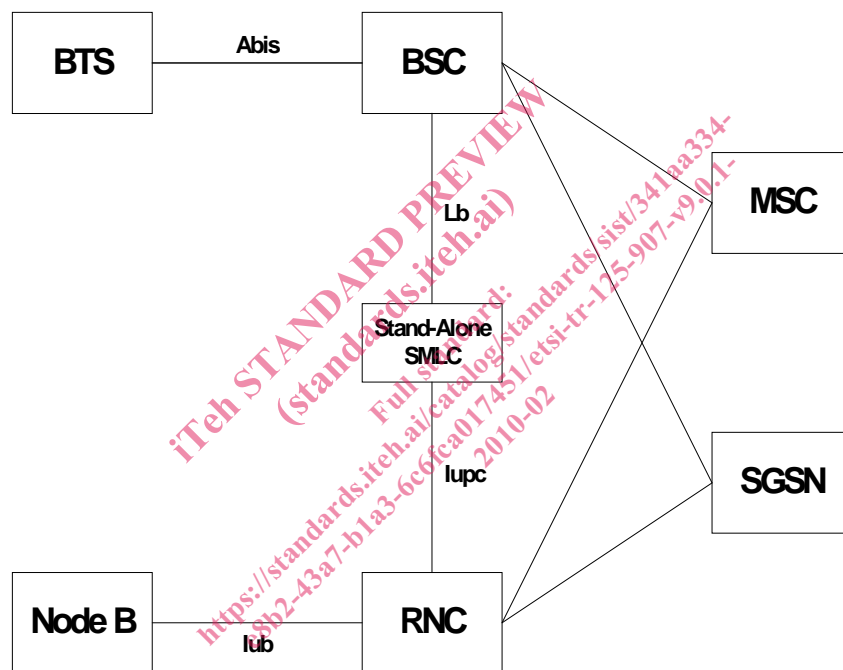 BTS
Abis
BSC
MSC
Lb
Stand-Alone
SMLC
Iupc
SGSN
Node B
Iub
RNC
iTeh STANDARD PREVIEW
(standards.iteh.ai)
Full standard:
https://standards.iteh.ai/catalog/standards/sist/341aa334-
e8b2-43a7-b1a3-6c6fca017451/etsi-tr-125-907-v9.0.1-
2010-02